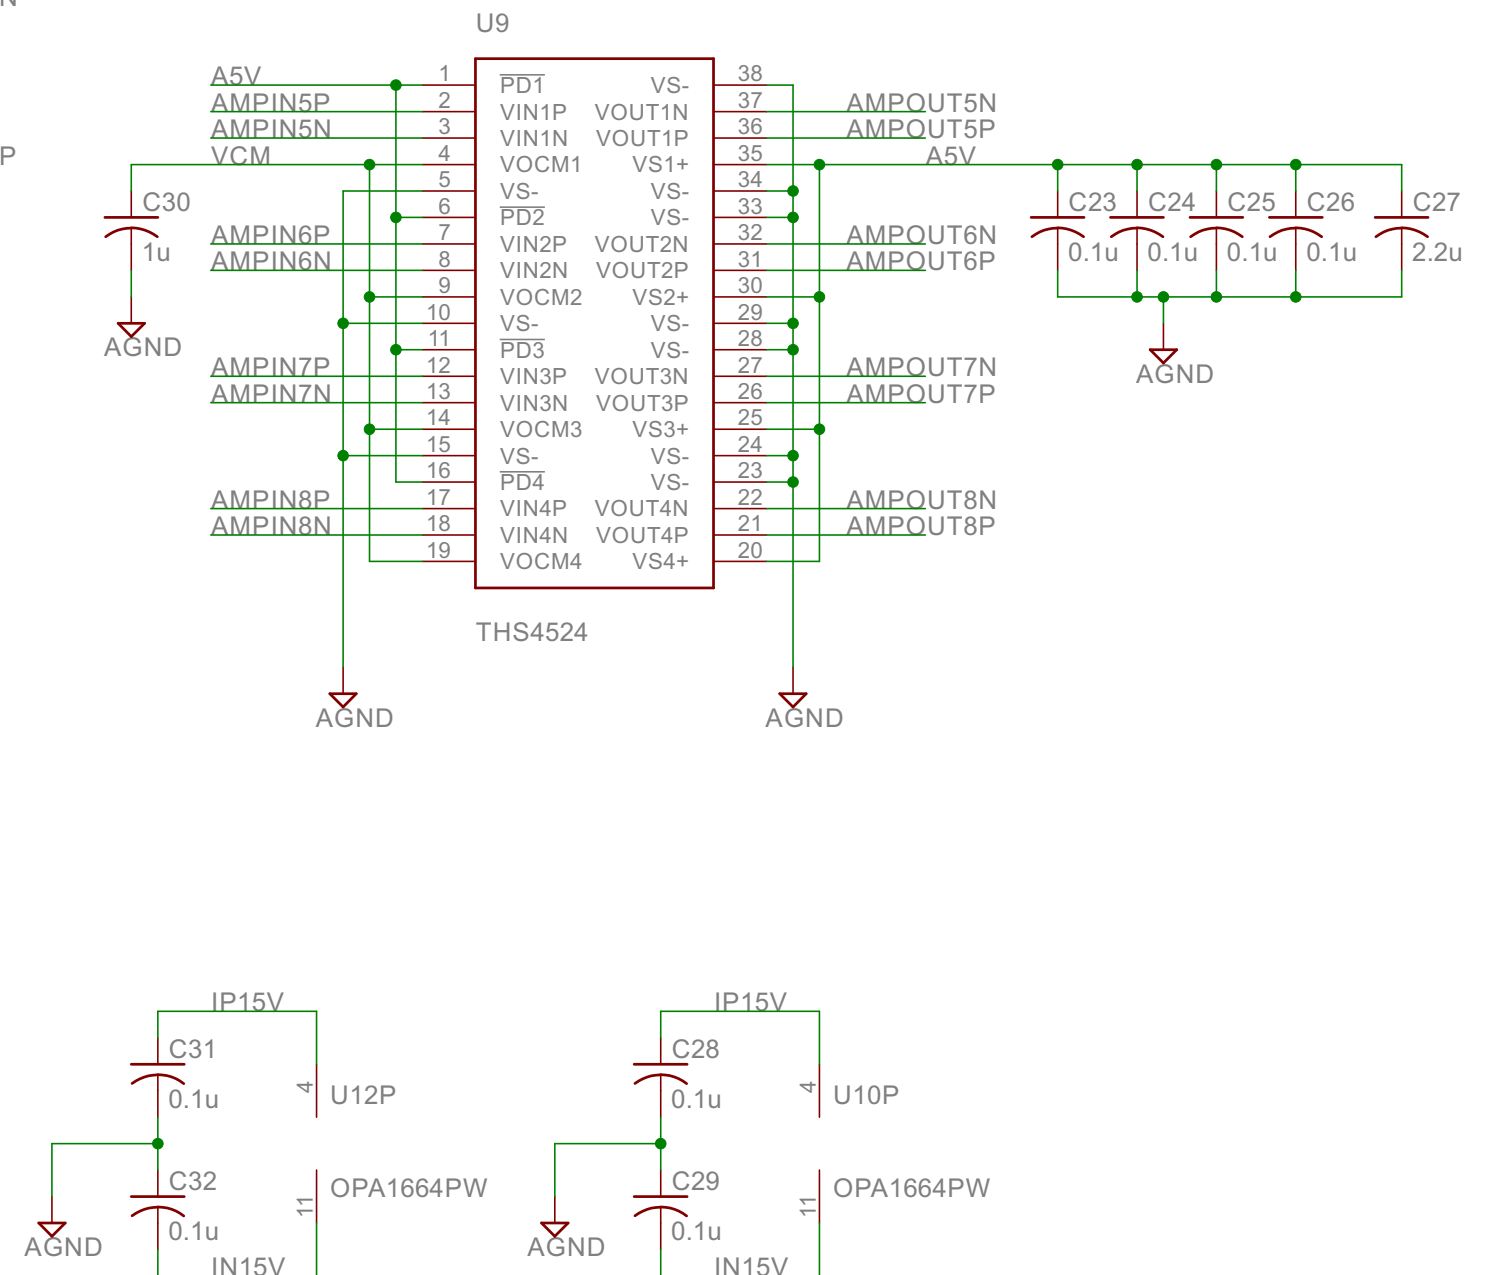 N
U9
A5V 1 PD1 VS- 38
AMPIN5P 2 VIN1P VOUT1N 37 AMPOUT5N
AMPIN5N 3 VIN1N VOUT1P 36 AMPOUT5P
P VCM 4 VOCM1 VS1+ 35 A5V
5 VS- VS- 34
C30 6 PD2 VS- 33 C23 C24 C25 C26 C27
AMPIN6P 7 VIN2P VOUT2N 32 AMPOUT6N
1u 0.1u 0.1u 0.1u 0.1u 2.2u
AMPIN6N 8 VIN2N VOUT2P 31 AMPOUT6P
9 VOCM2 VS2+ 30
10 VS- VS- 29
AGND 11 PD3 VS- 28
AMPIN7P 12 VIN3P VOUT3N 27 AMPOUT7N AGND
AMPIN7N 13 VIN3N VOUT3P 26 AMPOUT7P
14 VOCM3 VS3+ 25
15 VS- VS- 24
16 PD4 VS- 23
AMPIN8P 17 VIN4P VOUT4N 22 AMPOUT8N
AMPIN8N 18 VIN4N VOUT4P 21 AMPOUT8P
19 VOCM4 VS4+ 20
THS4524
AGND AGND
IP15V IP15V
C31 C28
0.1u 4 U12P 0.1u 4 U10P
C32 OPA1664PW C29 OPA1664PW
0.1u 11 0.1u 11
AGND AGND
IN15V IN15V